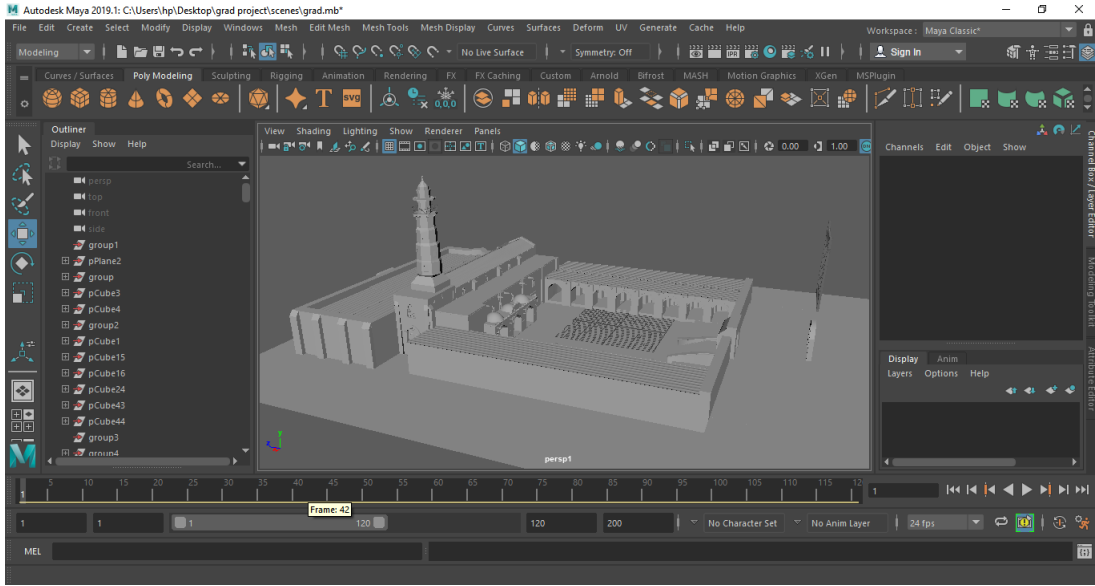 Autodesk Maya 2019.1: C:\Users\hp\Desktop\grad project\scenes\grad.mb*
File Edit Create Select Modify Display Windows Mesh Edit Mesh Mesh Tools Mesh Display Curves Surfaces Deform UV Generate Cache Help
Workspace: Maya Classic*
Modeling No Live Surface Symmetry: Off Sign In
Curves / Surfaces Poly Modeling Sculpting Rigging Animation Rendering FX FX Caching Custom Arnold Bifrost MASH Motion Graphics XGen MSPlugin
T SVG 0,0,0
Outliner
Display Show Help
Search...
persp
top
front
side
group1
pPlane2
group
pCube3
pCube4
group2
pCube1
pCube15
pCube16
pCube24
pCube43
pCube44
group3
group4
View Shading Lighting Show Renderer Panels
0.00 1.00
y
x
persp1
Channels Edit Object Show
Channel Box / Layer Editor
Modeling Toolkit
Attribute Editor
Display Anim
Layers Options Help
1 5 10 15 20 25 30 35 40 45 50 55 60 65 70 75 80 85 90 95 100 105 110 115 12
1
Frame: 42
1 1 1 120 120 200 No Character Set No Anim Layer 24 fps
MEL